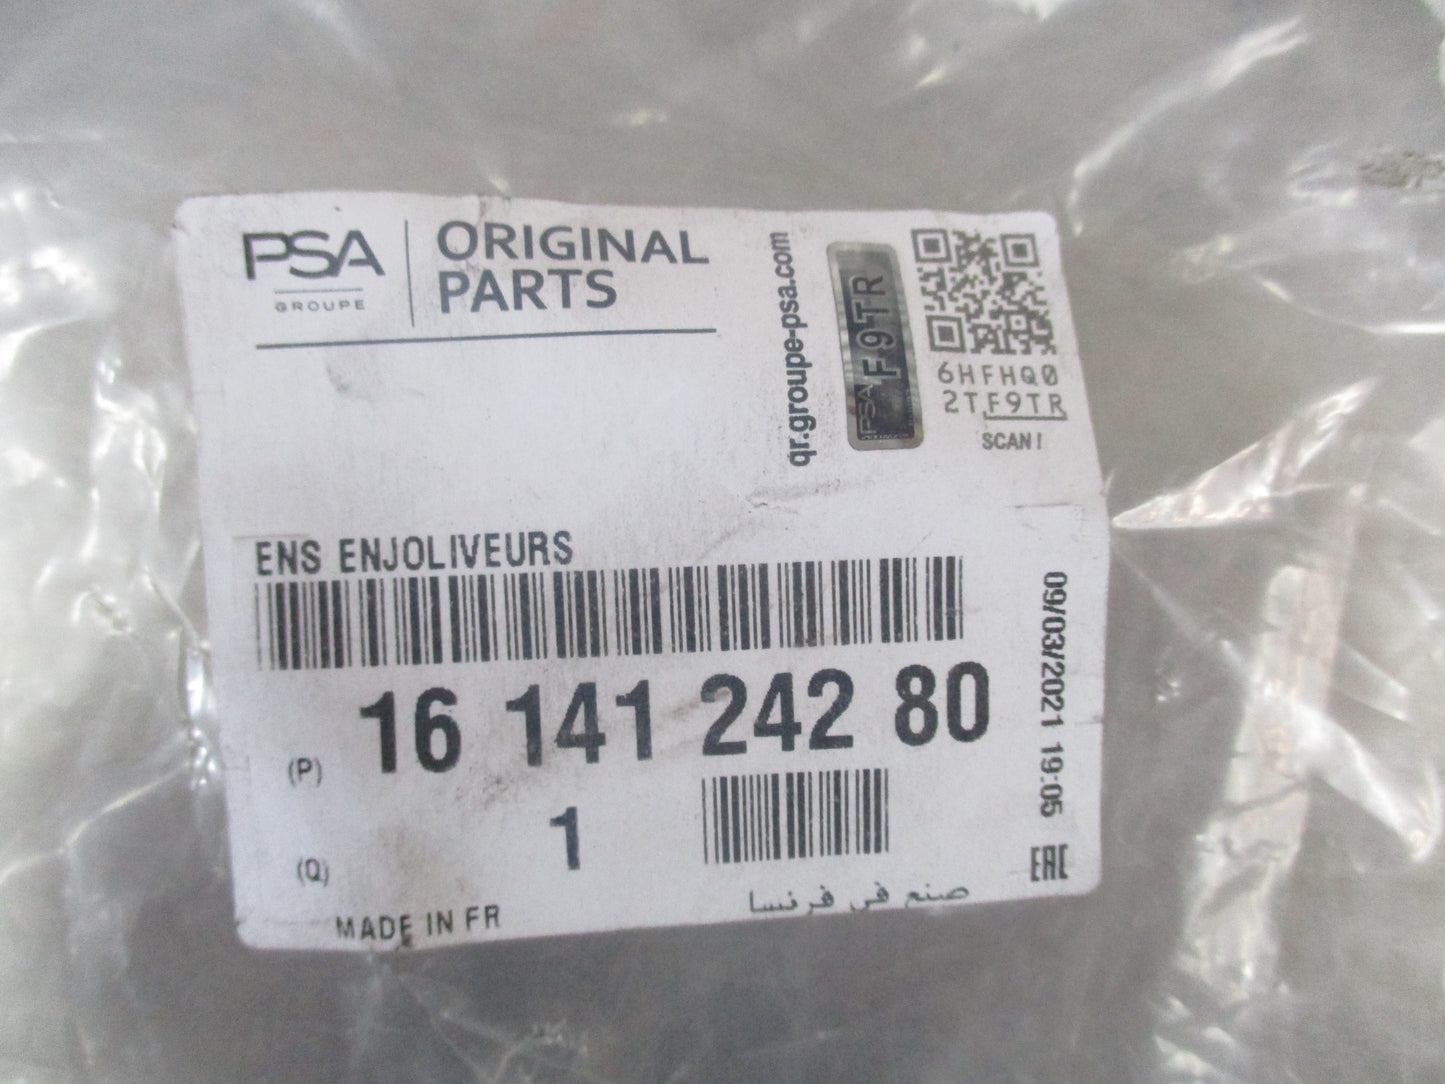 PSA
GROUPE
ORIGINAL
PARTS
qr.groupe-psa.com
PSA F9TR
6HFHQ0
2TF9TR
SCAN!
ENS ENJOLIVEURS
(P) 16 141 242 80
(Q) 1
MADE IN FR
صنع في فرنسا
09/03/2021 19:05
EAC